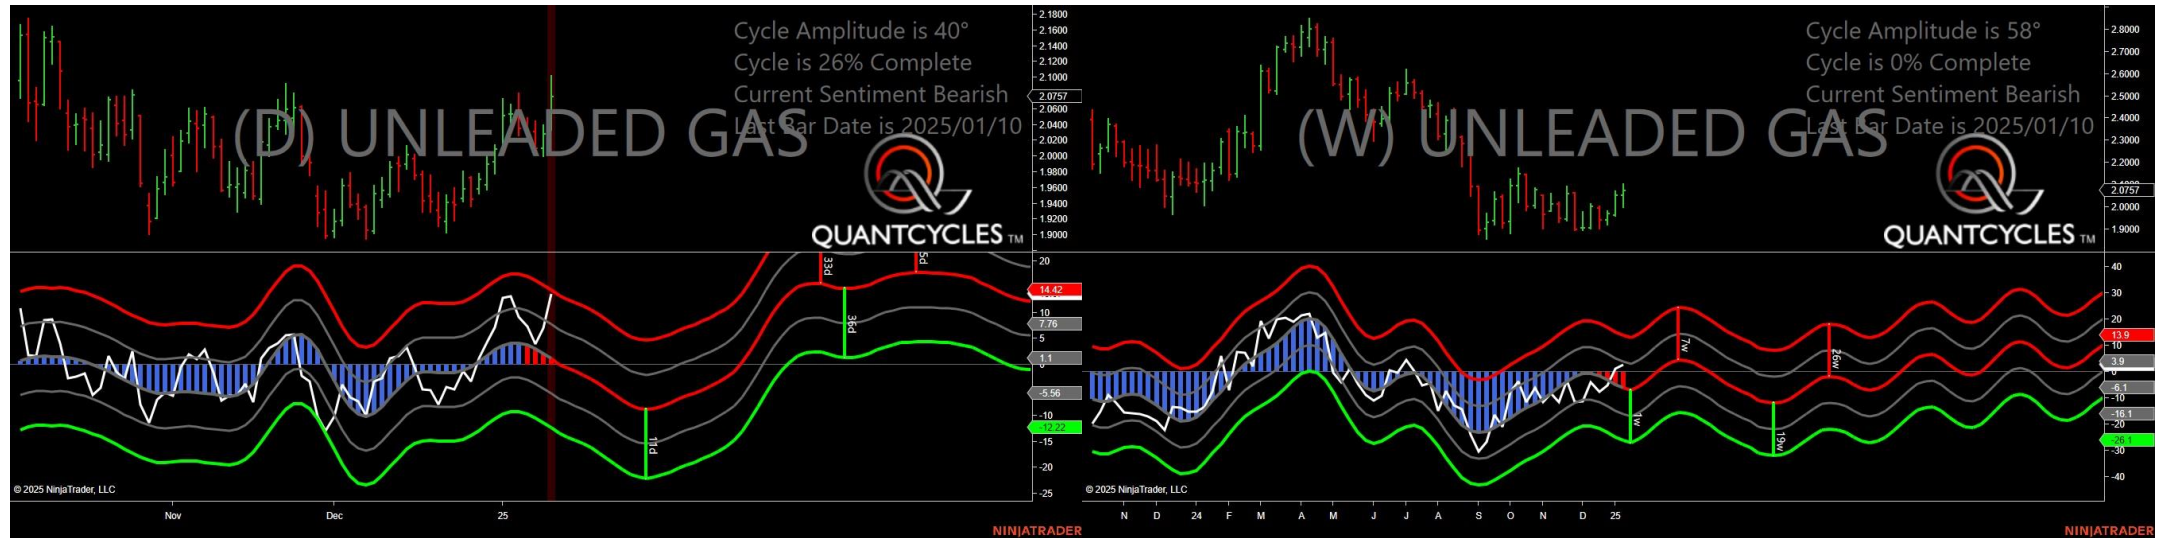 Cycle Amplitude is 40°
Cycle is 26% Complete
Current Sentiment Bearish
Last Bar Date is 2025/01/10
(D) UNLEADED GAS
QUANTCYCLES TM
2.1800
2.1600
2.1400
2.1200
2.1000
2.0757
2.0600
2.0400
2.0200
2.0000
1.9800
1.9600
1.9400
1.9200
1.9000
33d
36d
11d
20
14.42
10
7.76
5
1.1
0
-5.56
-10
-12.22
-15
-20
-25
© 2025 NinjaTrader, LLC
Nov
Dec
25
NINJATRADER
Cycle Amplitude is 58°
Cycle is 0% Complete
Current Sentiment Bearish
Last Bar Date is 2025/01/10
(W) UNLEADED GAS
QUANTCYCLES TM
2.8000
2.7000
2.6000
2.5000
2.4000
2.3000
2.2000
2.0757
2.0000
1.9000
7w
26w
1w
19w
40
30
20
13.9
10
3.9
-6.1
-10
-16.1
-20
-26.1
-30
-40
© 2025 NinjaTrader, LLC
N D 24 F M A M J J A S O N D 25
NINJATRADER